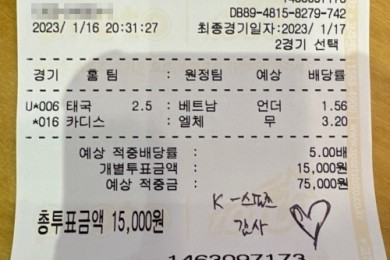 DB89-4815-8279-742
2023/ 1/16 20:31:27 최종경기일자:2023/ 1/17
2경기 선택
경기 홈 팀 : 원정팀 예상 배당률
U*006 태국 2.5 : 베트남 언더 1.56
*016 카디스 : 엘체 무 3.20
예상 적중배당률 : 5.00배
개별투표금액 : 15,000원
예상 적중금 : 75,000원
K-스포츠
감사
총투표금액 15,000원
1463097173